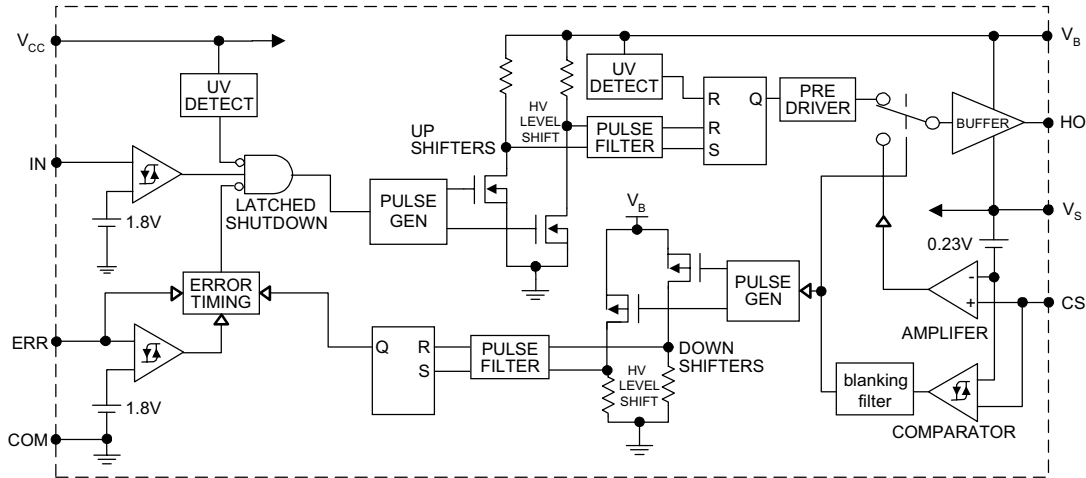 VCC
VB
UV
DETECT
UV
DETECT
R
Q
R
S
PRE
DRIVER
BUFFER
HO
HV
LEVEL
SHIFT
PULSE
FILTER
UP
SHIFTERS
IN
1.8V
LATCHED
SHUTDOWN
PULSE
GEN
VB
VS
0.23V
ERROR
TIMING
PULSE
GEN
-
+
AMPLIFER
CS
ERR
1.8V
Q
R
S
PULSE
FILTER
HV
LEVEL
SHIFT
DOWN
SHIFTERS
blanking
filter
COMPARATOR
COM